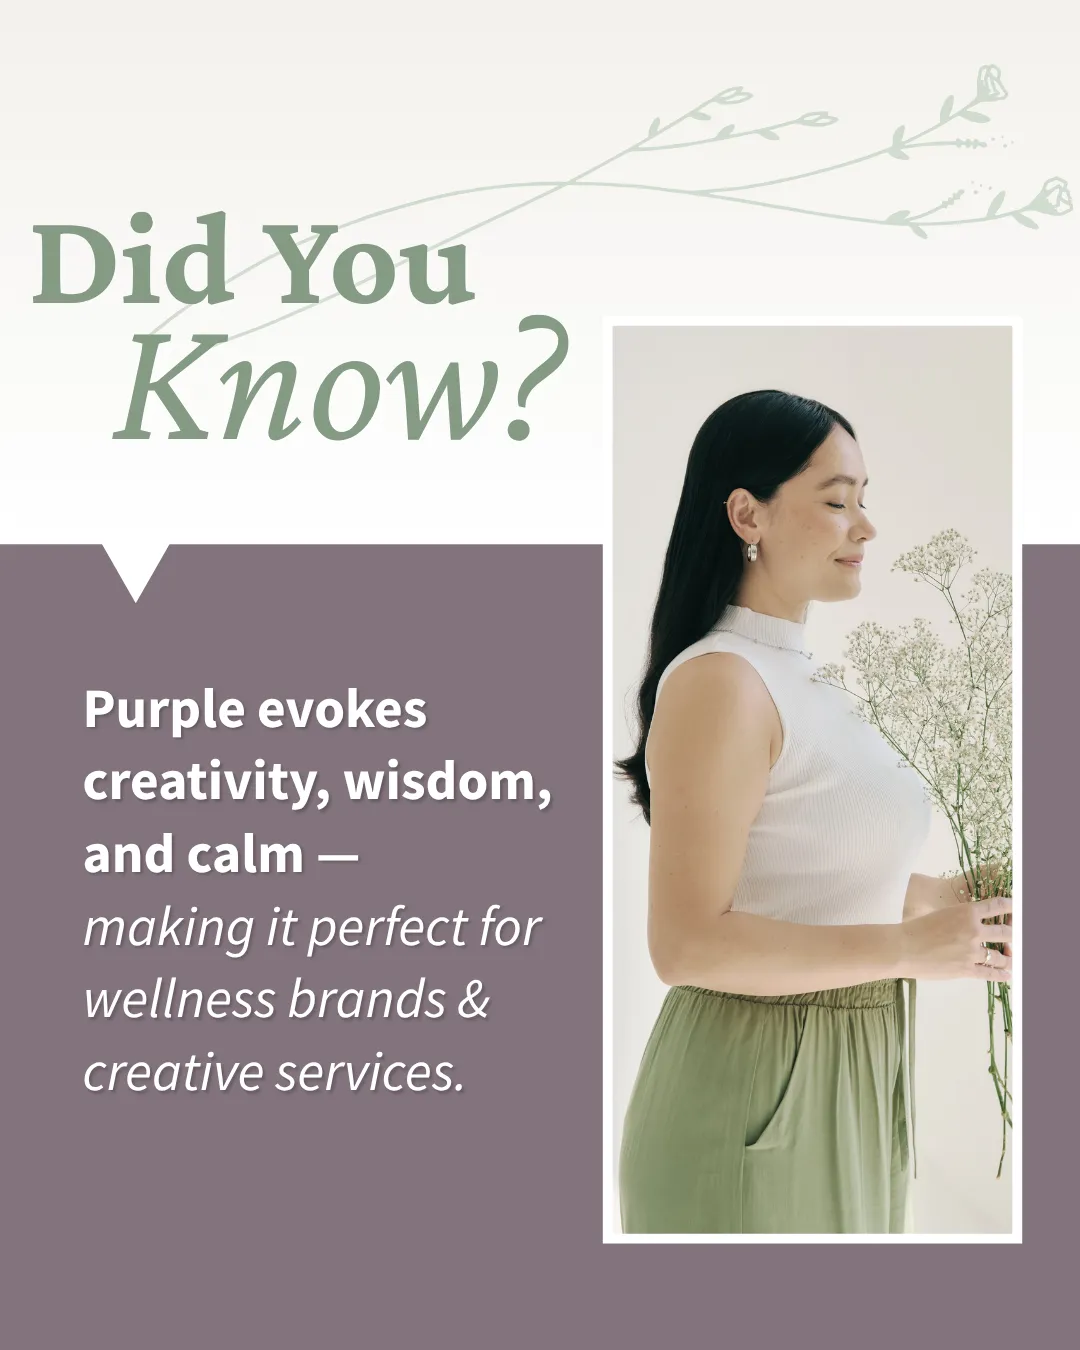 Did You
Know?
Purple evokes
creativity, wisdom,
and calm —
making it perfect for
wellness brands &
creative services.